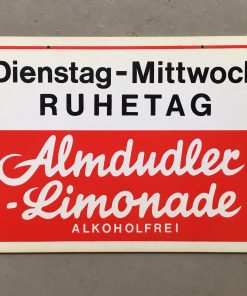 Dienstag-Mittwoch
RUHETAG
Almdudler
-Limonade
ALKOHOLFREI